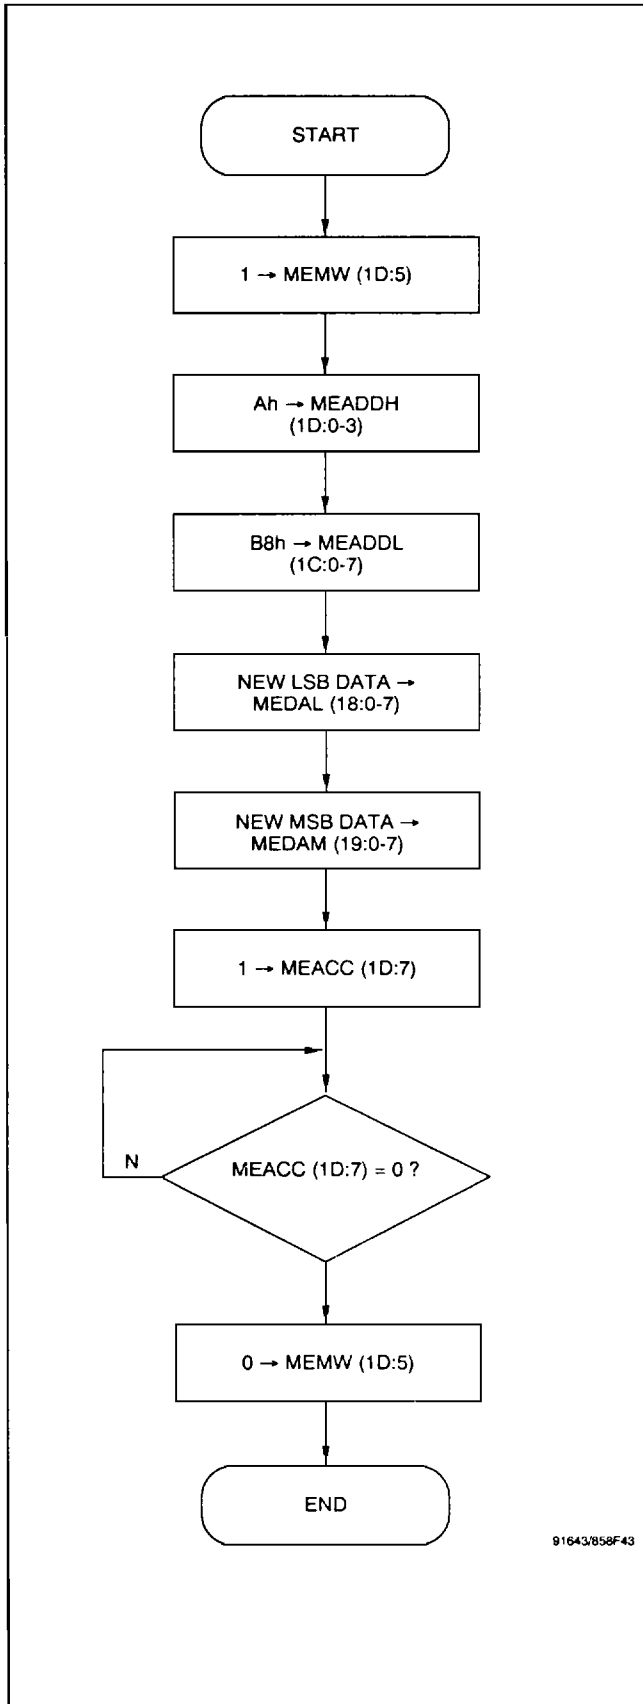 START
1 → MEMW (1D:5)
Ah → MEADDH
(1D:0-3)
B8h → MEADDL
(1C:0-7)
NEW LSB DATA →
MEDAL (18:0-7)
NEW MSB DATA →
MEDAM (19:0-7)
1 → MEACC (1D:7)
N
MEACC (1D:7) = 0 ?
0 → MEMW (1D:5)
END
91643/858F43